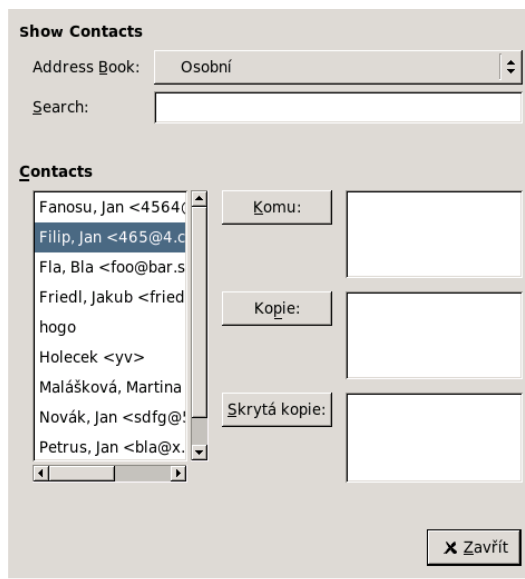 Show Contacts
Address Book: Osobní
Search:
Contacts
Fanosu, Jan <4564(
Filip, Jan <465@4.c
Fla, Bla <foo@bar.s
Friedl, Jakub <fried
hogo
Holecek <yv>
Malášková, Martina
Novák, Jan <sdfg@5
Petrus, Jan <bla@x.
Komu:
Kopie:
Skrytá kopie:
Zavřít